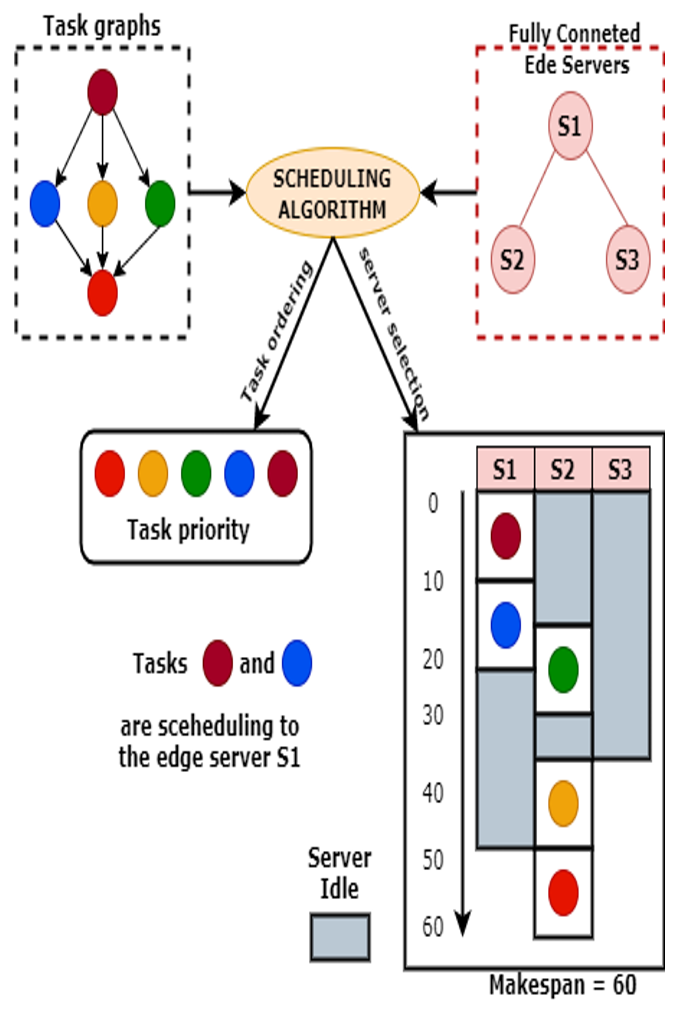 Task graphs
Fully Conneted
Ede Servers
S1
S2
S3
SCHEDULING
ALGORITHM
Task ordering
server selection
Task priority
S1 S2 S3
0
10
20
30
40
50
60
Tasks and
are sceheduling to
the edge server S1
Server
Idle
Makespan = 60